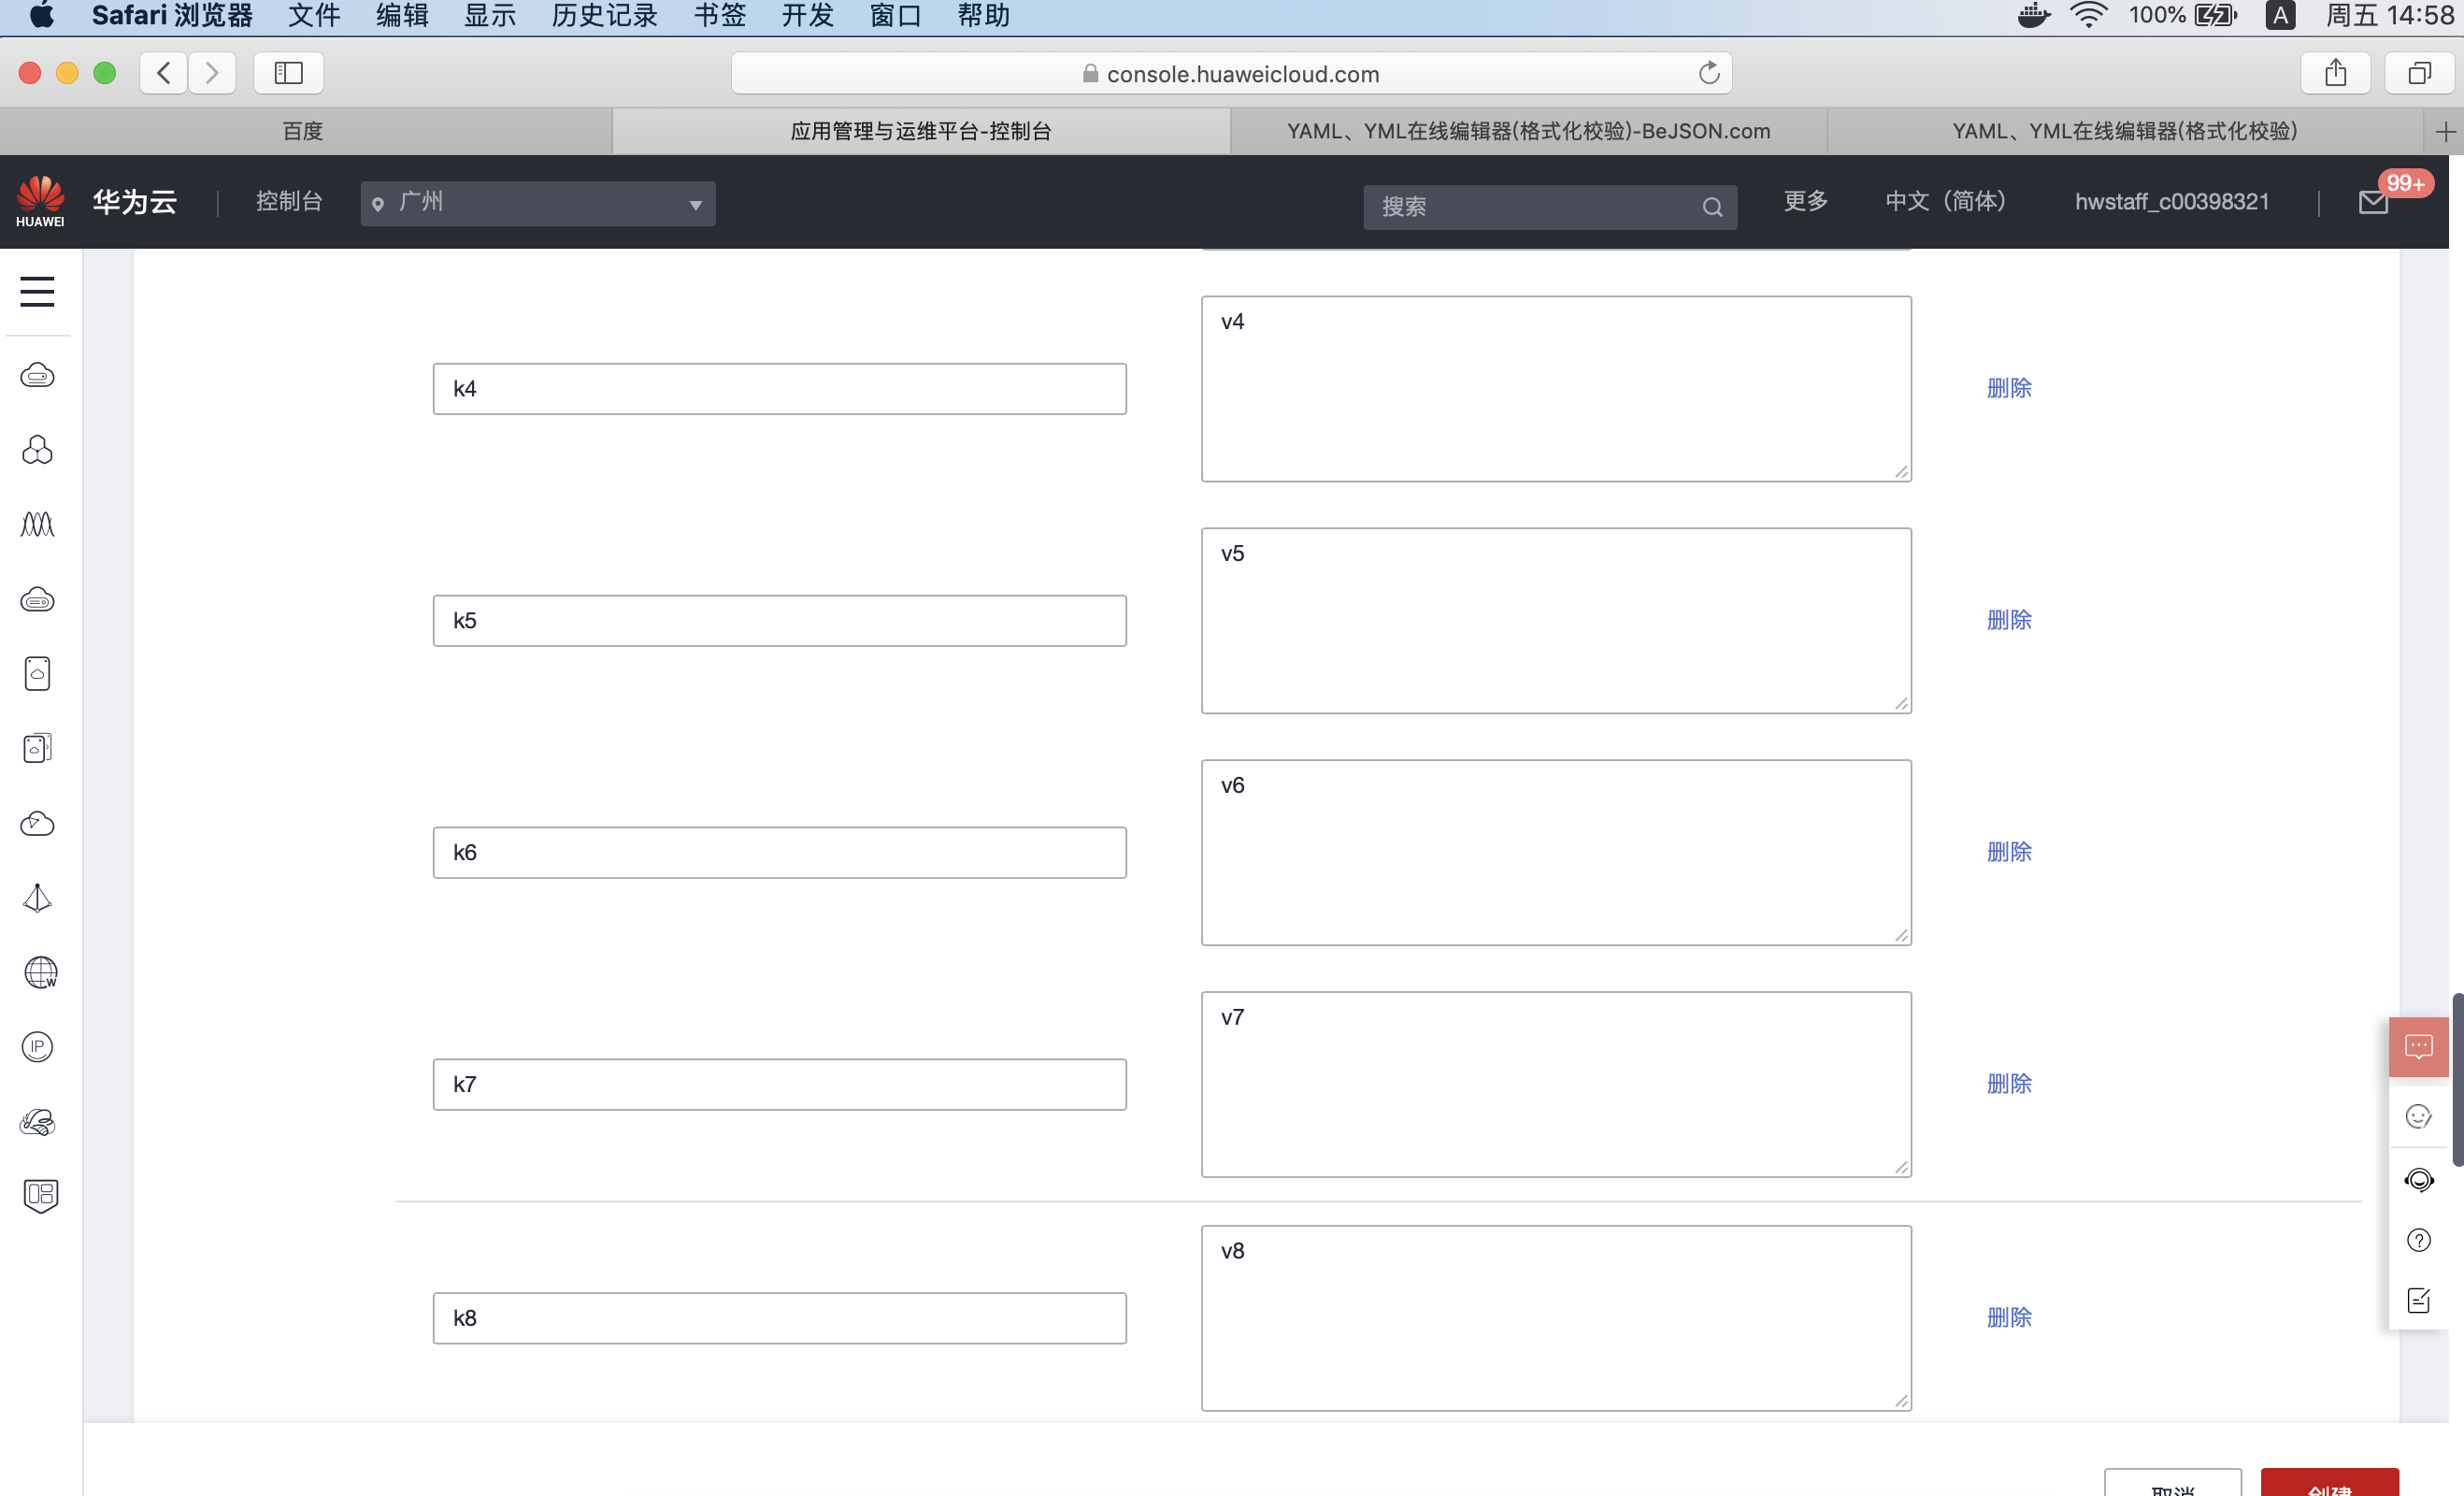 Safari 浏览器 文件 编辑 显示 历史记录 书签 开发 窗口 帮助 100% A 周五 14:58
console.huaweicloud.com
百度 应用管理与运维平台-控制台 YAML、YML在线编辑器(格式化校验)-BeJSON.com YAML、YML在线编辑器(格式化校验)
HUAWEI 华为云 控制台 广州 搜索 更多 中文（简体） hwstaff_c00398321 99+
v4
k4 删除
v5
k5 删除
v6
k6 删除
v7
k7 删除
v8
k8 删除
W
IP
取消 创建